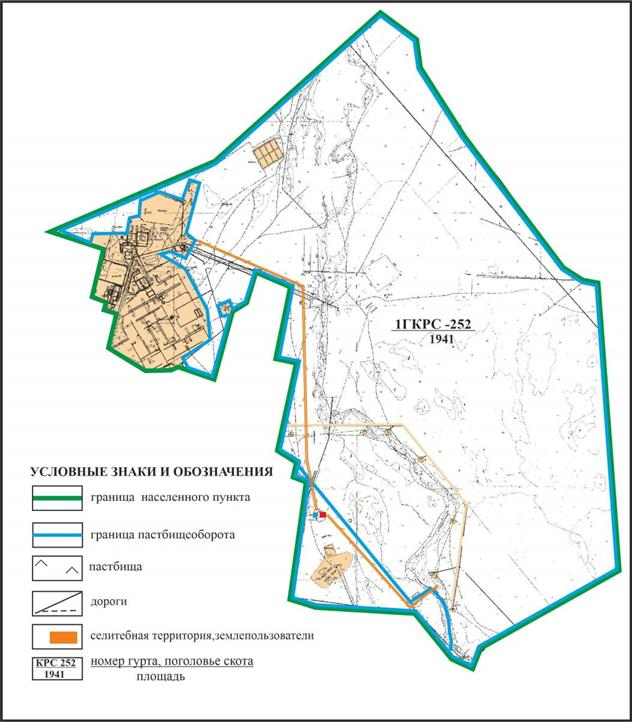 1ГКРС -252
1941
УСЛОВНЫЕ ЗНАКИ И ОБОЗНАЧЕНИЯ
граница населенного пункта
граница пастбищеоборота
пастбища
дороги
селитебная территория,землепользователи
КРС 252
1941
номер гурта, поголовье скота
площадь